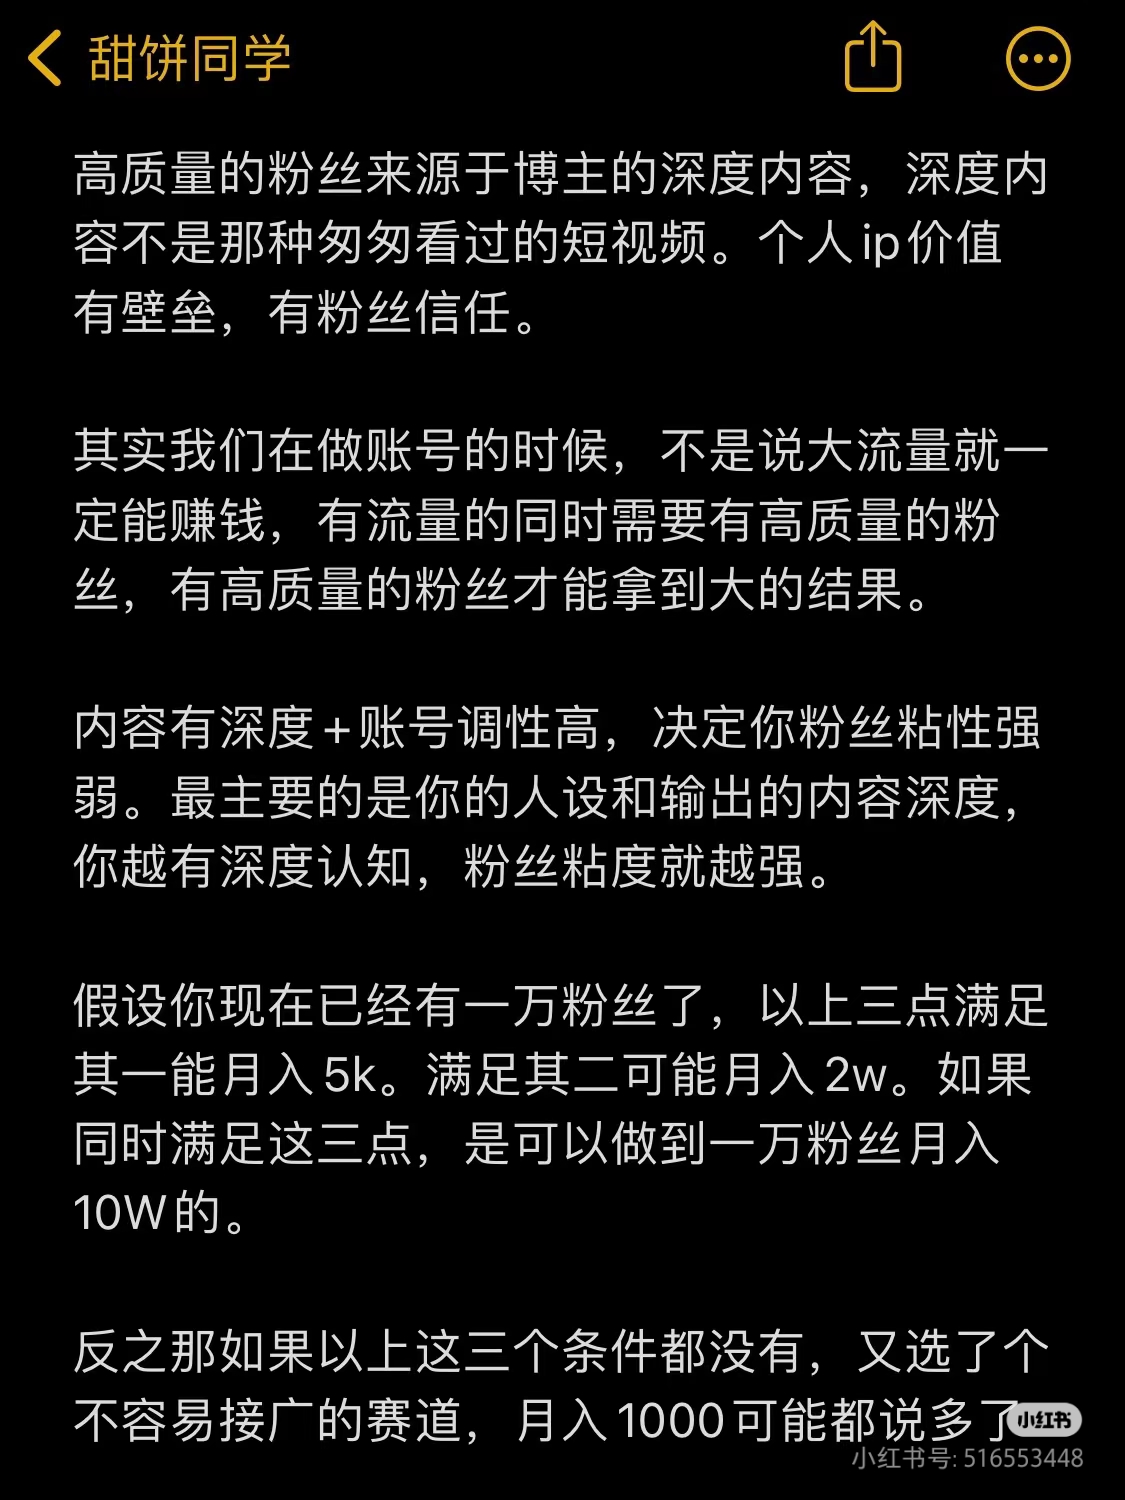 甜饼同学
高质量的粉丝来源于博主的深度内容，深度内
容不是那种匆匆看过的短视频。个人ip价值
有壁垒，有粉丝信任。
其实我们在做账号的时候，不是说大流量就一
定能赚钱，有流量的同时需要有高质量的粉
丝，有高质量的粉丝才能拿到大的结果。
内容有深度+账号调性高，决定你粉丝粘性强
弱。最主要的是你的人设和输出的内容深度，
你越有深度认知，粉丝粘度就越强。
假设你现在已经有一万粉丝了，以上三点满足
其一能月入5k。满足其二可能月入2w。如果
同时满足这三点，是可以做到一万粉丝月入
10W的。
反之那如果以上这三个条件都没有，又选了个
不容易接广的赛道，月入1000可能都说多了
小红书
小红书号: 516553448